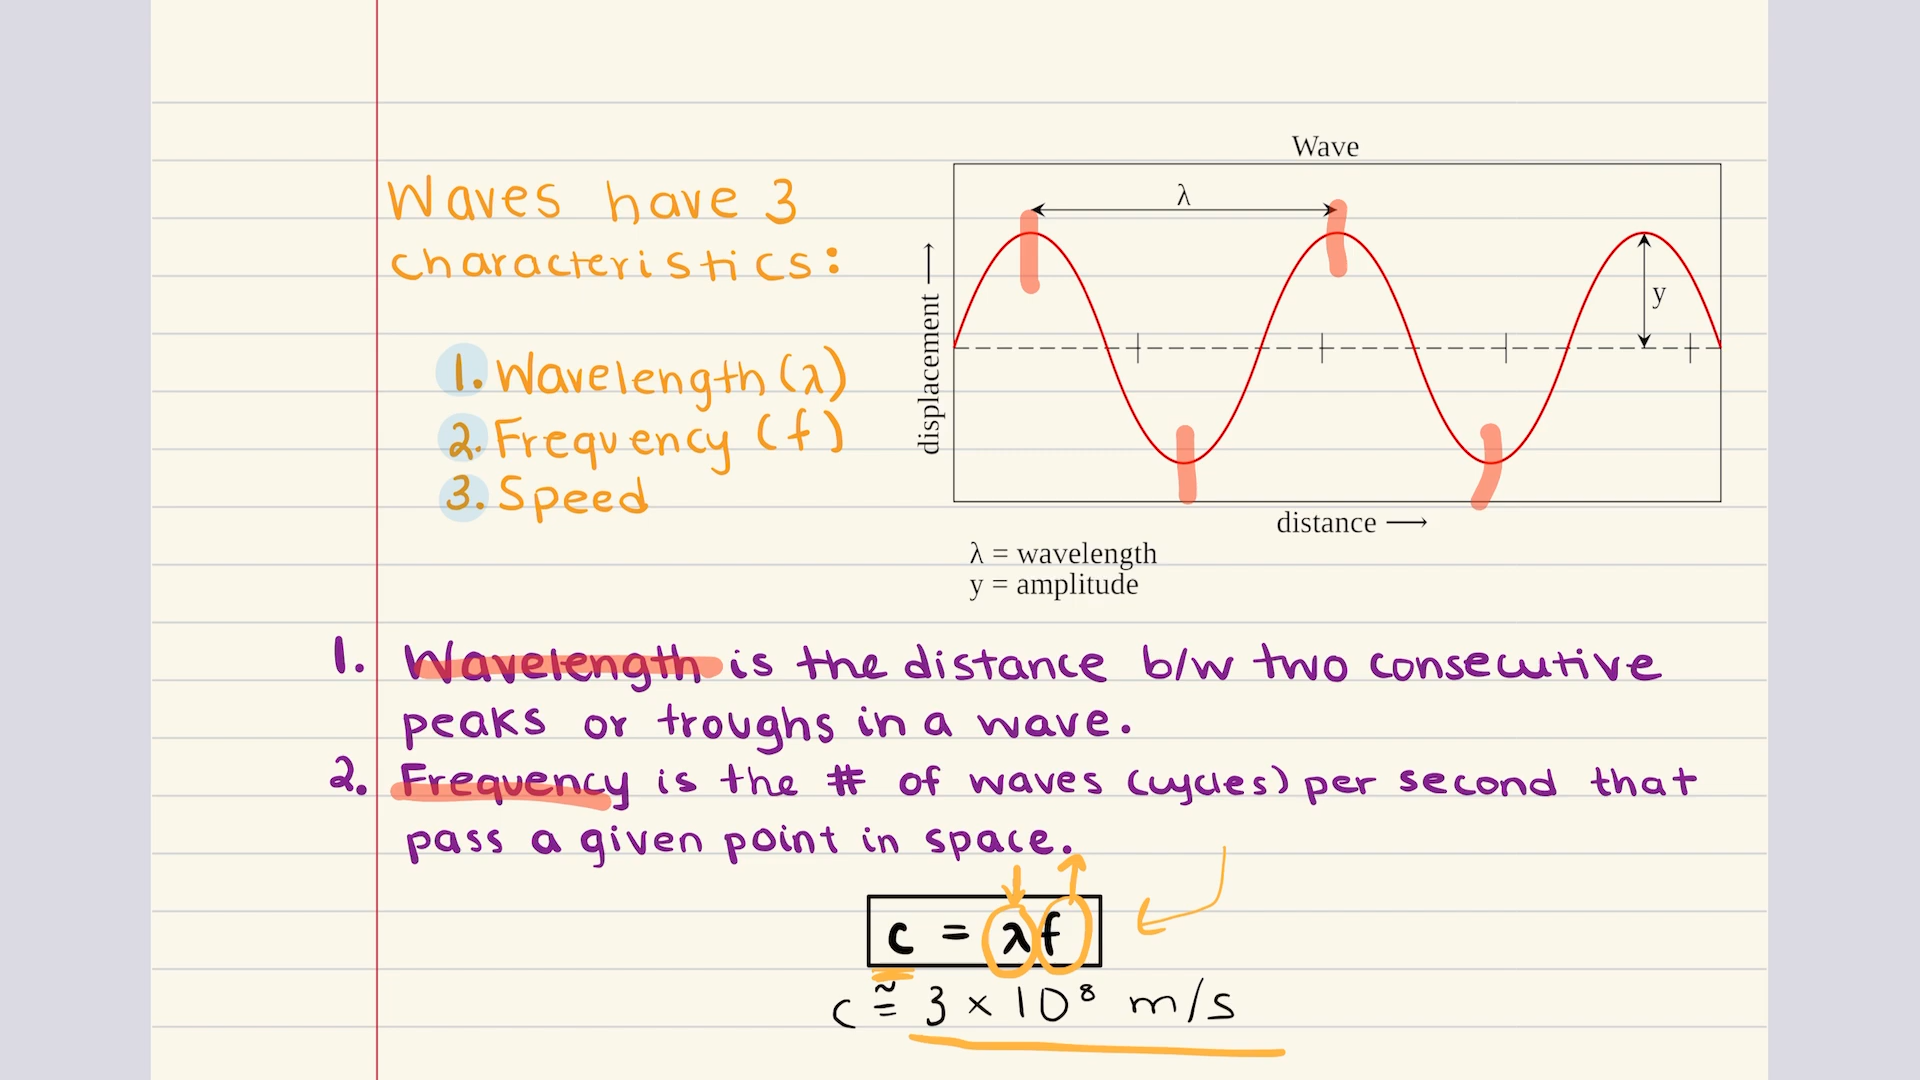 Waves have 3
characteristics:
1. Wavelength (λ)
2. Frequency (f)
3. Speed
Wave
λ
y
displacement →
distance →
λ = wavelength
y = amplitude
1. Wavelength is the distance b/w two consecutive
peaks or troughs in a wave.
2. Frequency is the # of waves (cycles) per second that
pass a given point in space.
c = λf
c ≅ 3 × 10⁸ m/s